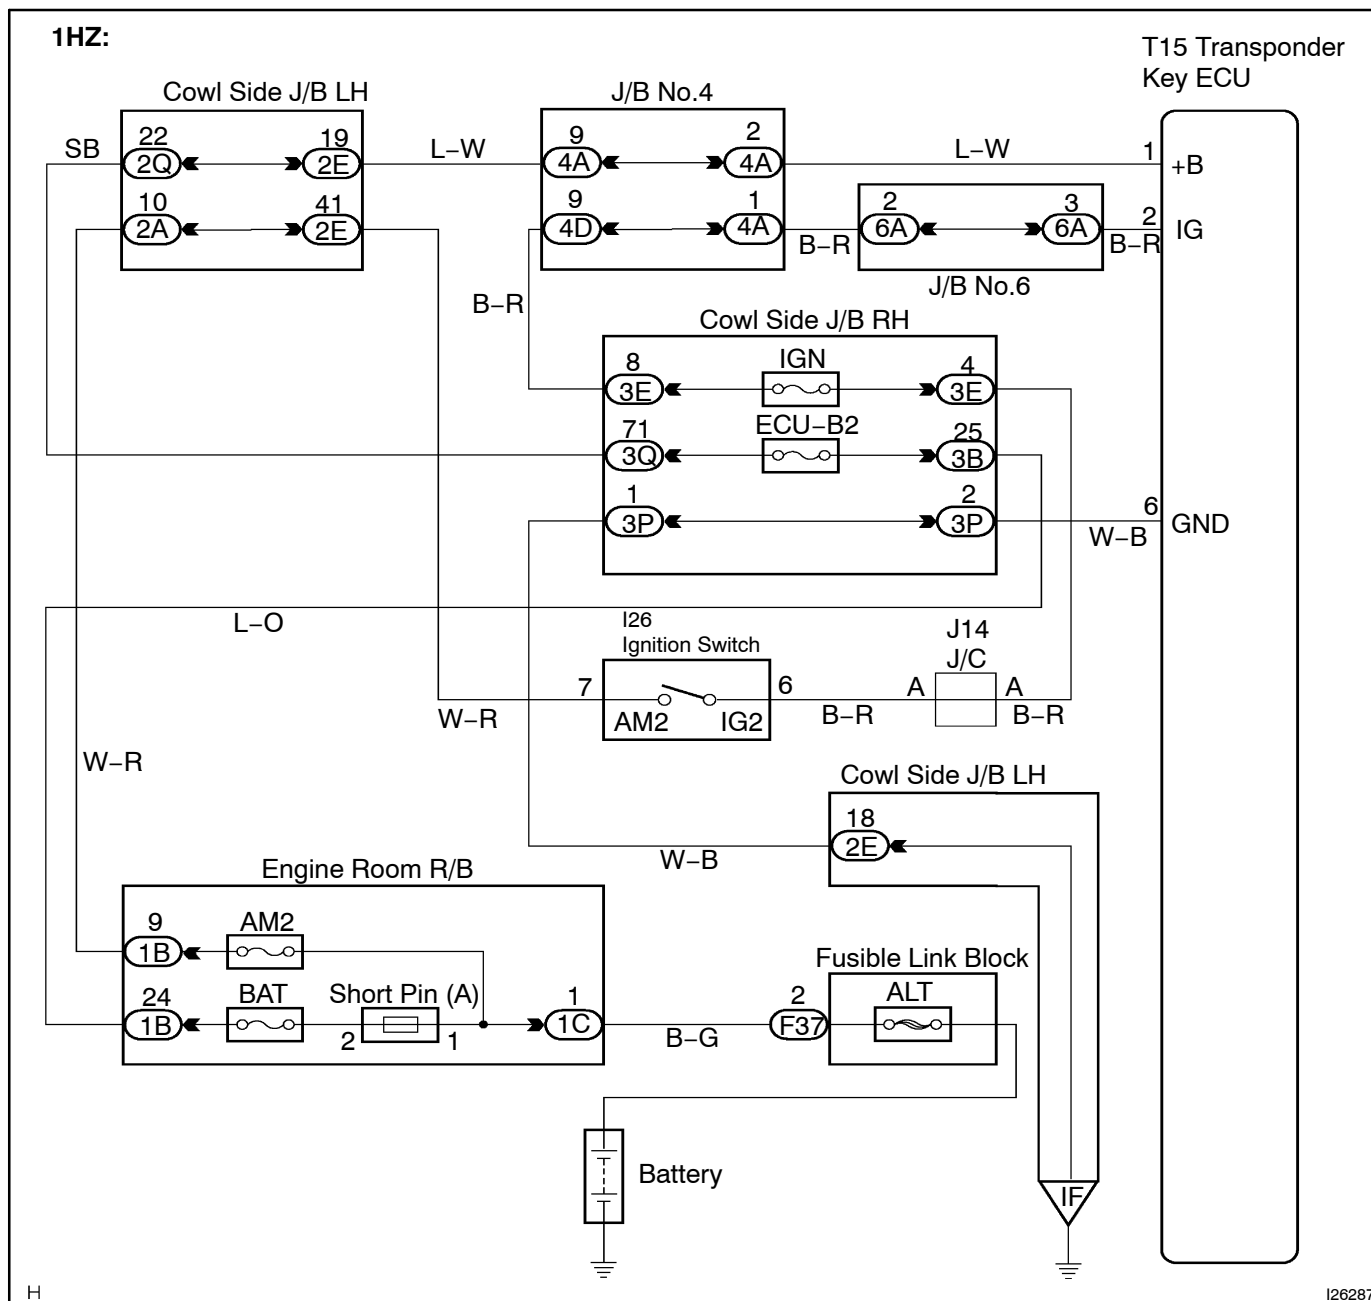 1HZ:
T15 Transponder
Key ECU
Cowl Side J/B LH
J/B No.4
SB
22
2Q
19
2E
L-W
9
4A
2
4A
L-W
1
+B
10
2A
41
2E
9
4D
1
4A
B-R
2
6A
3
6A
B-R
2
IG
J/B No.6
B-R
Cowl Side J/B RH
8
3E
IGN
4
3E
71
3Q
ECU-B2
25
3B
1
3P
2
3P
W-B
6
GND
L-O
I26
Ignition Switch
J14
J/C
7
AM2
IG2
6
B-R
A
A
B-R
W-R
W-R
Cowl Side J/B LH
18
2E
W-B
Engine Room R/B
9
1B
AM2
Fusible Link Block
24
1B
BAT
Short Pin (A)
2
1
1
1C
B-G
2
F37
ALT
Battery
IF
H
I26287